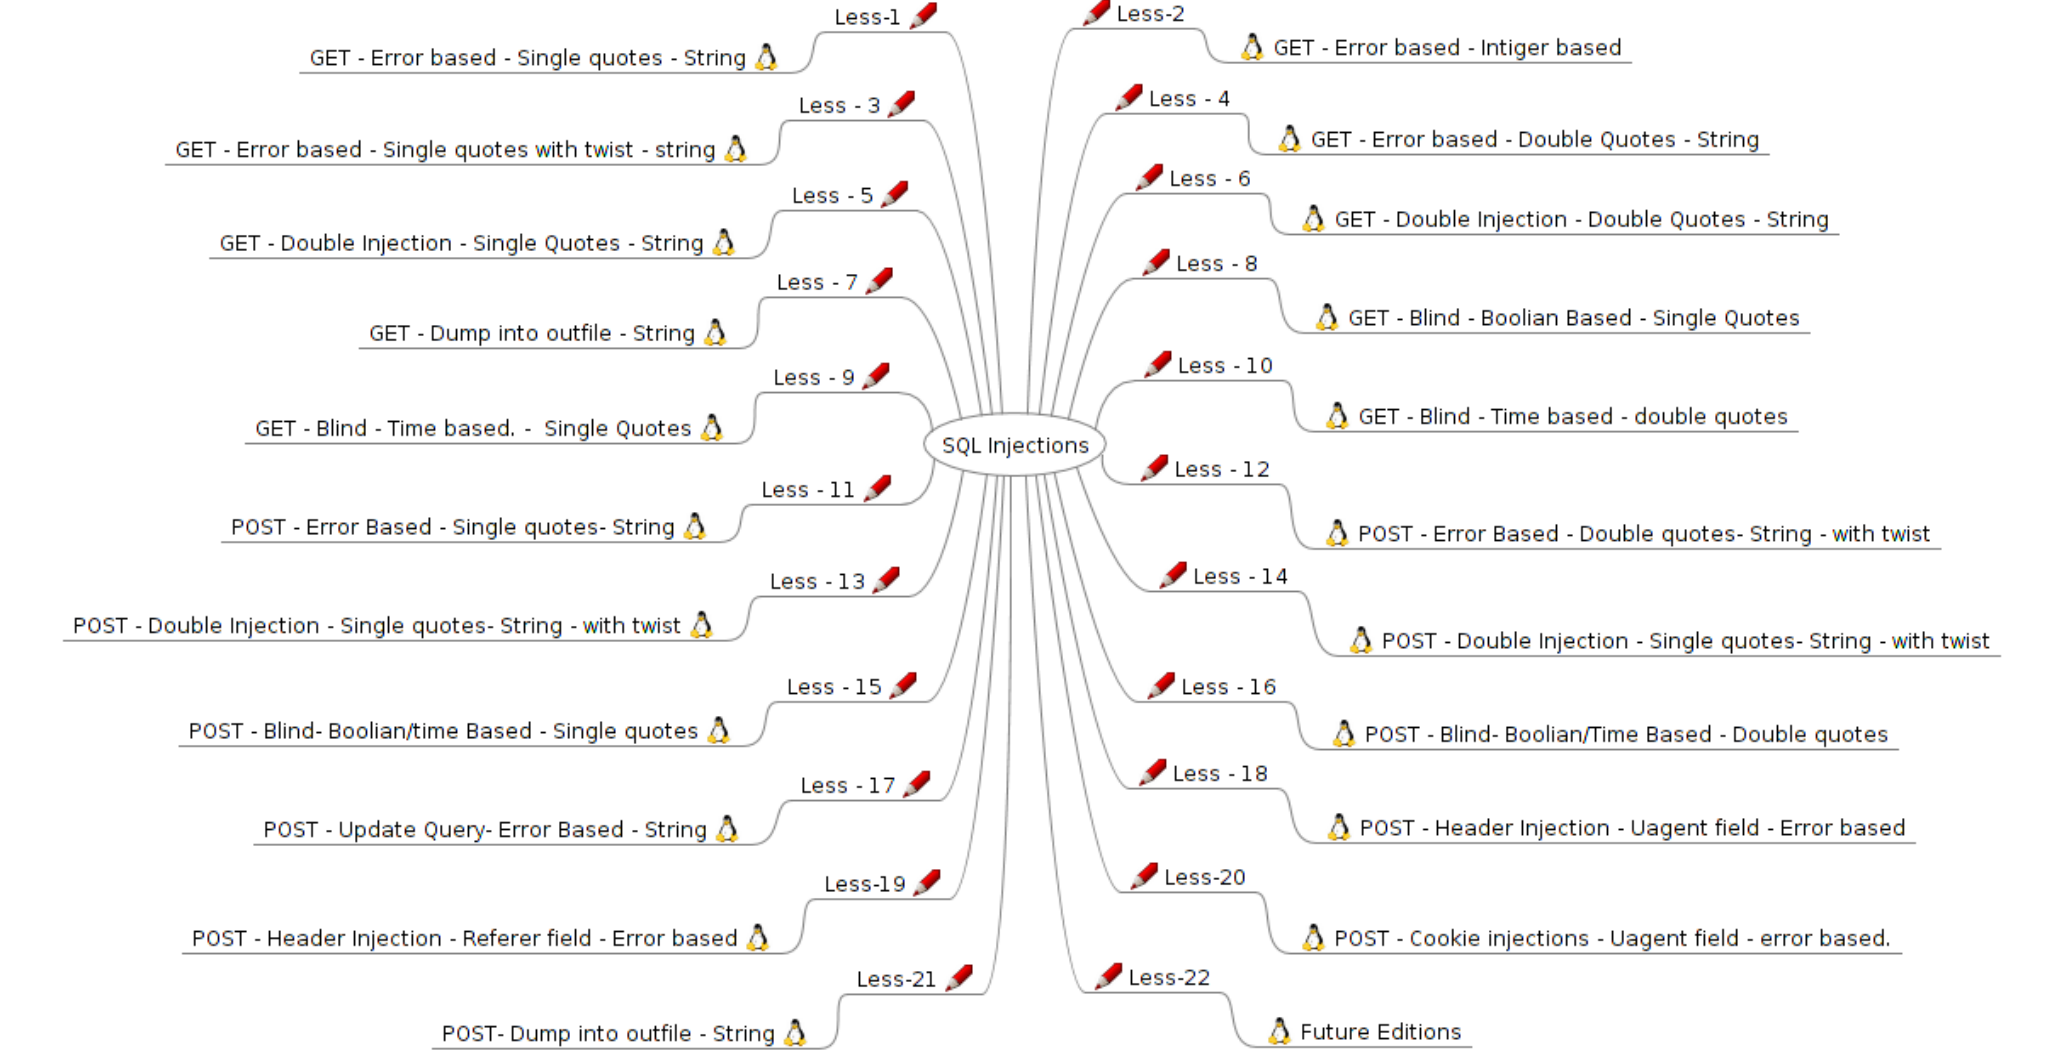 Less-1
GET - Error based - Single quotes - String
Less - 3
GET - Error based - Single quotes with twist - string
Less - 5
GET - Double Injection - Single Quotes - String
Less - 7
GET - Dump into outfile - String
Less - 9
GET - Blind - Time based. -  Single Quotes
Less - 11
POST - Error Based - Single quotes- String
Less - 13
POST - Double Injection - Single quotes- String - with twist
Less - 15
POST - Blind- Boolian/time Based - Single quotes
Less - 17
POST - Update Query- Error Based - String
Less-19
POST - Header Injection - Referer field - Error based
Less-21
POST- Dump into outfile - String
SQL Injections
Less-2
GET - Error based - Intiger based
Less - 4
GET - Error based - Double Quotes - String
Less - 6
GET - Double Injection - Double Quotes - String
Less - 8
GET - Blind - Boolian Based - Single Quotes
Less - 10
GET - Blind - Time based - double quotes
Less - 12
POST - Error Based - Double quotes- String - with twist
Less - 14
POST - Double Injection - Single quotes- String - with twist
Less - 16
POST - Blind- Boolian/Time Based - Double quotes
Less - 18
POST - Header Injection - Uagent field - Error based
Less-20
POST - Cookie injections - Uagent field - error based.
Less-22
Future Editions